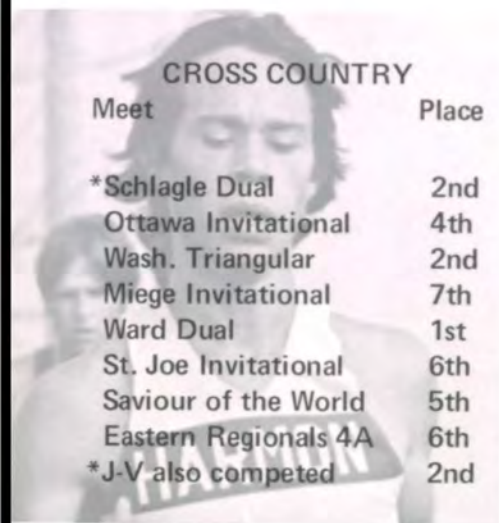 CROSS COUNTRY
Meet Place
*Schlagle Dual 2nd
Ottawa Invitational 4th
Wash. Triangular 2nd
Miege Invitational 7th
Ward Dual 1st
St. Joe Invitational 6th
Saviour of the World 5th
Eastern Regionals 4A 6th
*J-V also competed 2nd
HARMON